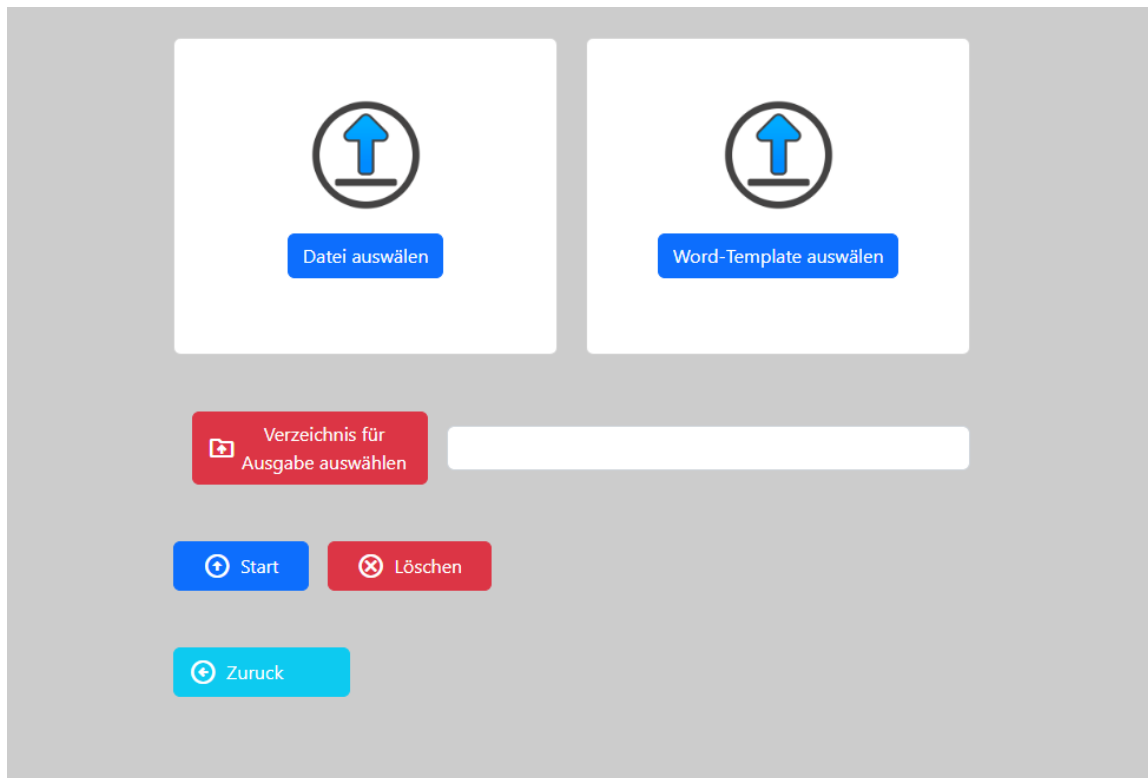 Datei auswälen
Word-Template auswälen
Verzeichnis für
Ausgabe auswählen
Start
Löschen
Zuruck